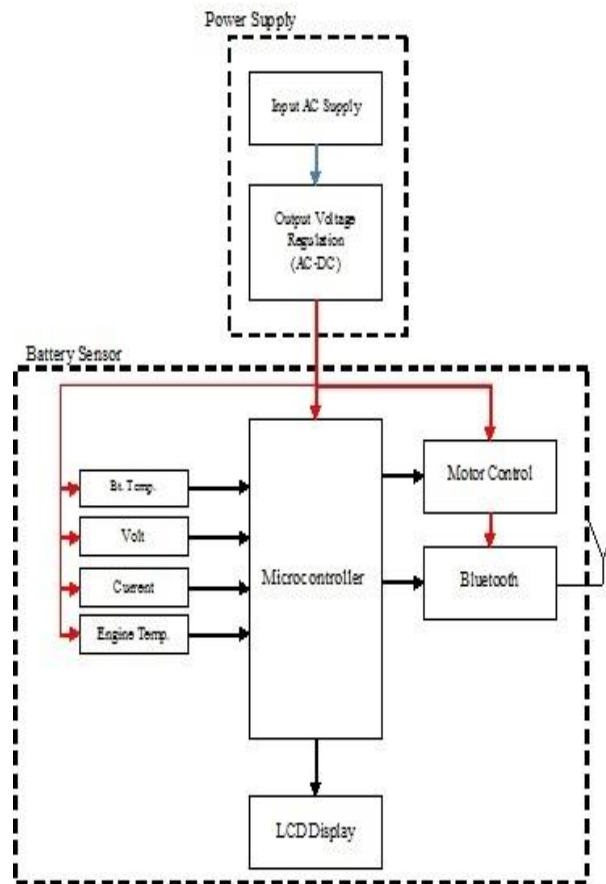 Power Supply
Input AC Supply
Output Voltage
Regulation
(AC-DC)
Battery Sensor
Bt. Temp.
Volt
Current
Engine Temp.
Microcontroller
Motor Control
Bluetooth
LCD Display